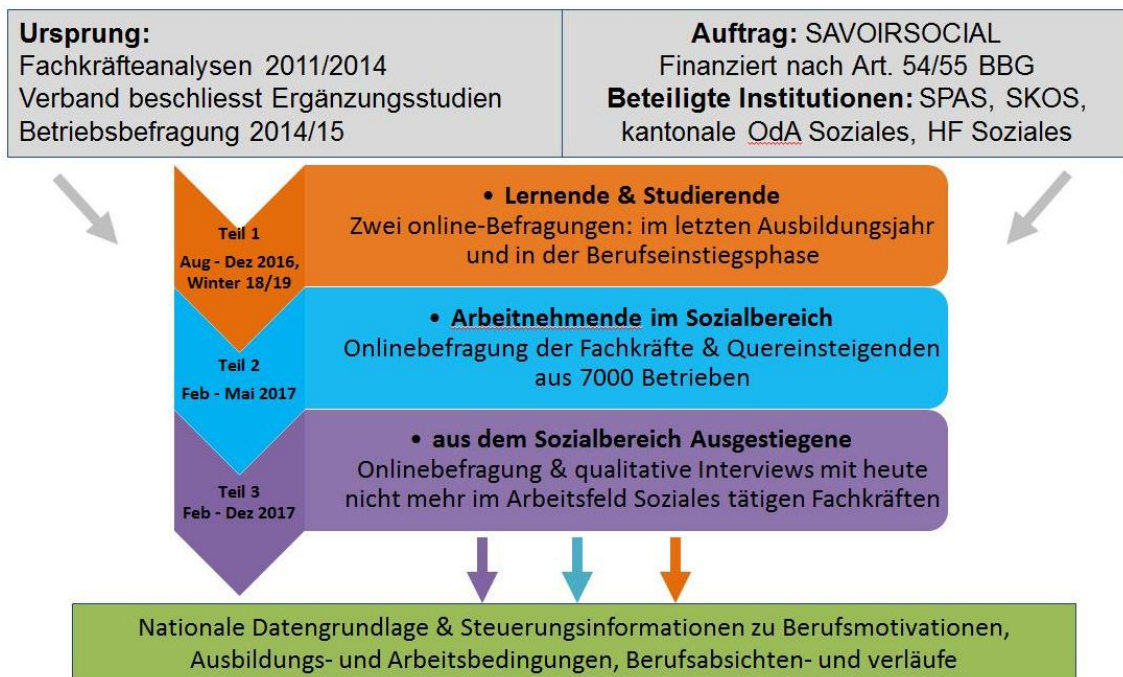 Ursprung:
Fachkräfteanalysen 2011/2014
Verband beschliesst Ergänzungsstudien
Betriebsbefragung 2014/15
Auftrag: SAVOIRSOCIAL
Finanziert nach Art. 54/55 BBG
Beteiligte Institutionen: SPAS, SKOS,
kantonale OdA Soziales, HF Soziales
Teil 1
Aug - Dez 2016,
Winter 18/19
• Lernende & Studierende
Zwei online-Befragungen: im letzten Ausbildungsjahr
und in der Berufseinstiegsphase
Teil 2
Feb - Mai 2017
• Arbeitnehmende im Sozialbereich
Onlinebefragung der Fachkräfte & Quereinsteigenden
aus 7000 Betrieben
Teil 3
Feb - Dez 2017
• aus dem Sozialbereich Ausgestiegene
Onlinebefragung & qualitative Interviews mit heute
nicht mehr im Arbeitsfeld Soziales tätigen Fachkräften
Nationale Datengrundlage & Steuerungsinformationen zu Berufsmotivationen,
Ausbildungs- und Arbeitsbedingungen, Berufsabsichten- und verläufe